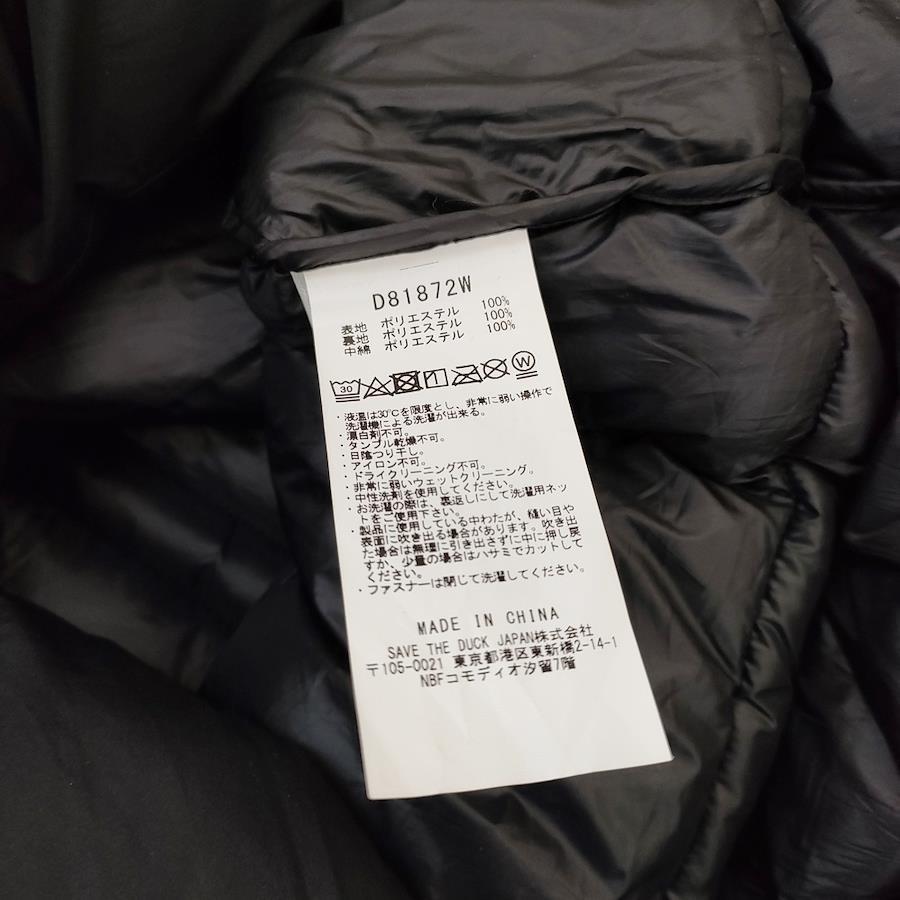 D81872W
表地 ポリエステル 100%
裏地 ポリエステル 100%
中綿 ポリエステル 100%
30 W
・液温は30℃を限度とし、非常に弱い操作で
洗濯機による洗濯が出来る。
・漂白剤不可。
・タンブル乾燥不可。
・日陰つり干し。
・アイロン不可。
・ドライクリーニング不可。
・非常に弱いウェットクリーニング。
・中性洗剤を使用してください。
・お洗濯の際は、裏返しにして洗濯用ネッ
トをご使用下さい。
・製品に使用している中わたが、縫い目や
表面に吹き出る場合があります。吹き出
た場合は無理に引き出さずに中に押し戻
すか、少量の場合はハサミでカットして
ください。
・ファスナーは閉じて洗濯してください。
MADE IN CHINA
SAVE THE DUCK JAPAN株式会社
〒105-0021 東京都港区東新橋2-14-1
NBFコモディオ汐留7階